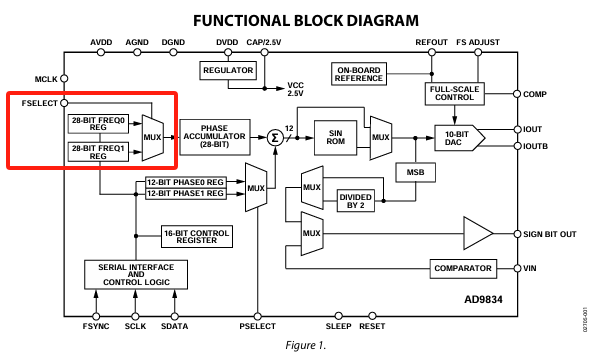 FUNCTIONAL BLOCK DIAGRAM
AVDD AGND DGND DVDD CAP/2.5V REFOUT FS ADJUST
REGULATOR
VCC
2.5V
ON-BOARD
REFERENCE
FULL-SCALE
CONTROL
COMP
MCLK
FSELECT
28-BIT FREQ0
REG
28-BIT FREQ1
REG
MUX
PHASE
ACCUMULATOR
(28-BIT)
Σ
12
SIN
ROM
MUX
10-BIT
DAC
IOUT
IOUTB
MSB
12-BIT PHASE0 REG
12-BIT PHASE1 REG
MUX
MUX
DIVIDED
BY 2
16-BIT CONTROL
REGISTER
MUX
SIGN BIT OUT
SERIAL INTERFACE
AND
CONTROL LOGIC
COMPARATOR
VIN
AD9834
FSYNC SCLK SDATA PSELECT SLEEP RESET
02705-001
Figure 1.